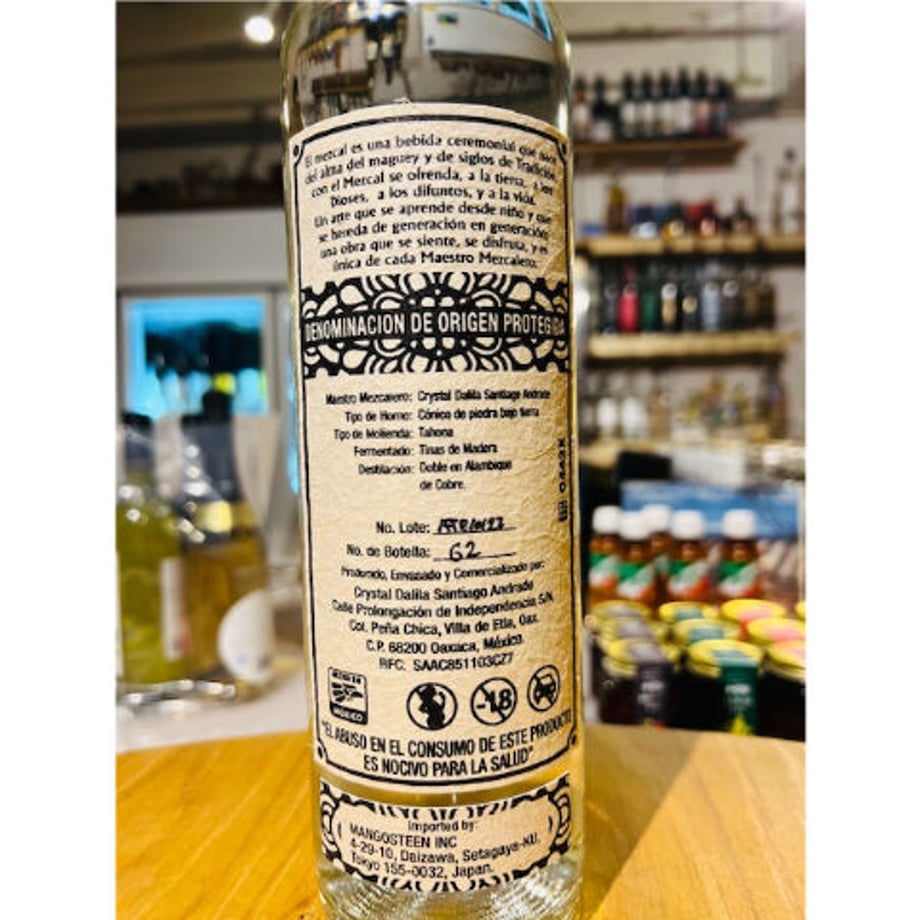 El mezcal es una bebida ceremonial que nace
del alma del maguey y de siglos de Tradición,
con el Mezcal se ofrenda, a la tierra, a los
Dioses, a los difuntos, y a la vida.
Un arte que se aprende desde niño y que
se hereda de generación en generación,
una obra que se siente, se disfruta, y es
única de cada Maestro Mezcalero.
DENOMINACION DE ORIGEN PROTEGIDA
Maestro Mezcalero: Crystal Dalila Santiago Andrade
Tipo de Horno: Cónico de piedra bajo tierra
Tipo de Molienda: Tahona
Fermentado: Tinas de Madera
Destilación: Doble en Alambique
de Cobre.
No. Lote:
No. de Botella: 62
Producido, Envasado y Comercializado por:
Crystal Dalila Santiago Andrade
Calle Prolongación de Independencia S/N.
Col. Peña Chica, Villa de Etla, Oax.
C.P. 68200 Oaxaca, México.
RFC. SAAC851103CZ7
HECHO EN
MÉXICO
-18
"EL ABUSO EN EL CONSUMO DE ESTE PRODUCTO
ES NOCIVO PARA LA SALUD"
Imported by:
MANGOSTEEN INC
4-29-10, Daizawa, Setagaya-KU,
Tokyo 155-0032, Japan.